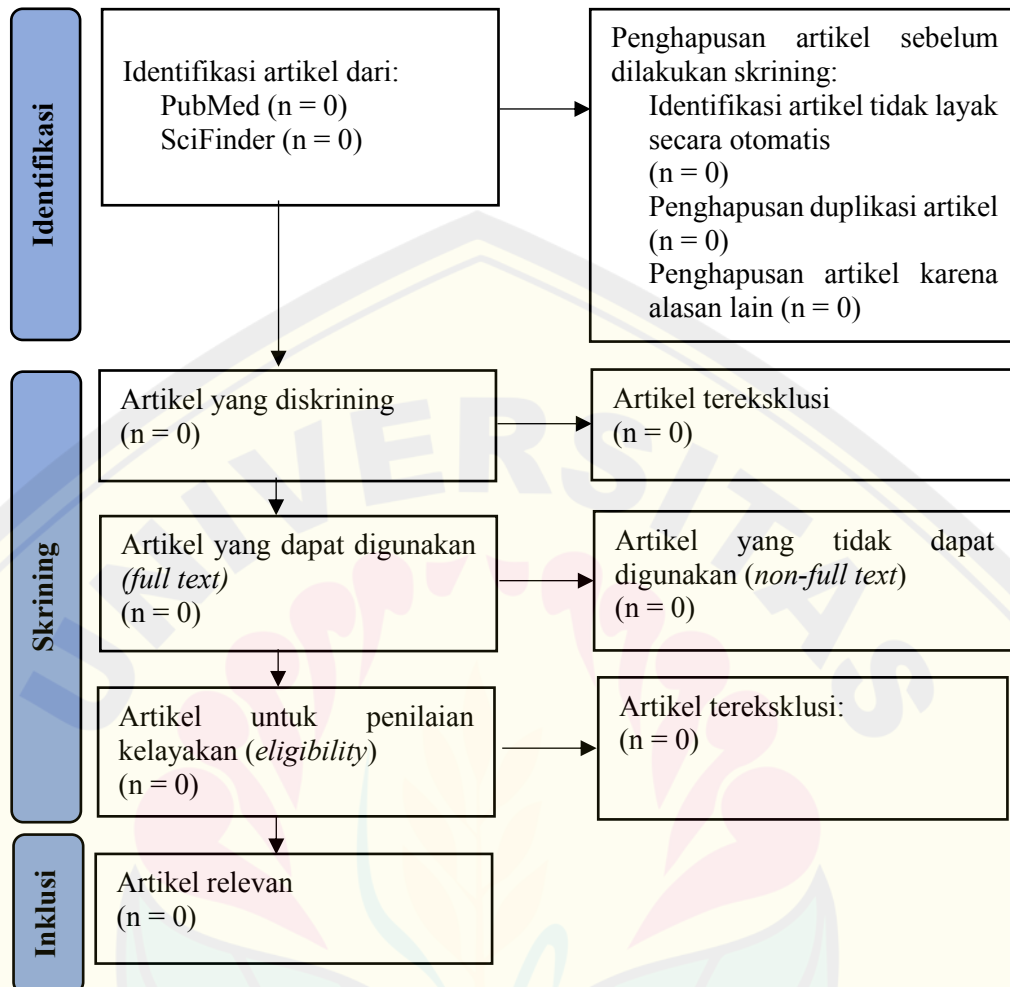 Identifikasi
Identifikasi artikel dari:
PubMed (n = 0)
SciFinder (n = 0)
Penghapusan artikel sebelum
dilakukan skrining:
Identifikasi artikel tidak layak
secara otomatis
(n = 0)
Penghapusan duplikasi artikel
(n = 0)
Penghapusan artikel karena
alasan lain (n = 0)
Skrining
Artikel yang diskrining
(n = 0)
Artikel tereksklusi
(n = 0)
Artikel yang dapat digunakan
(full text)
(n = 0)
Artikel yang tidak dapat
digunakan (non-full text)
(n = 0)
Artikel untuk penilaian
kelayakan (eligibility)
(n = 0)
Artikel tereksklusi:
(n = 0)
Inklusi
Artikel relevan
(n = 0)
UNIVERSITAS